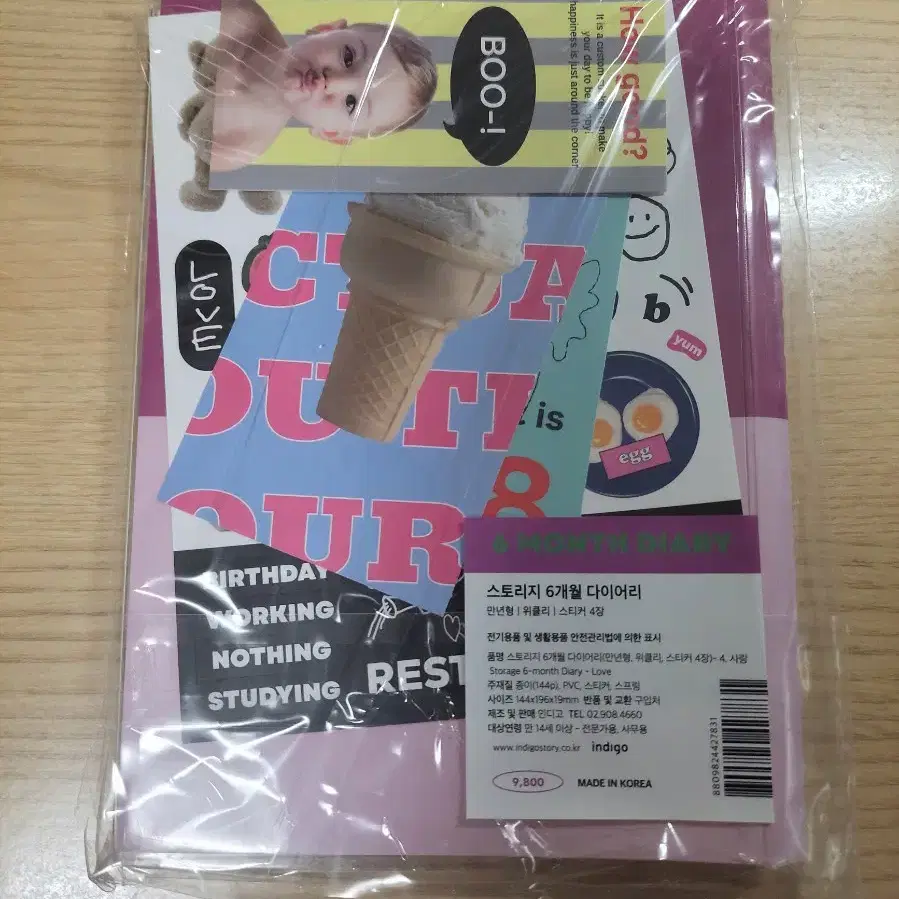 How good?
It is a custom
your day to be
happiness is just around the corner
BOO-!
LOVE
b
yum
egg
is
8
OUR
BIRTHDAY
WORKING
NOTHING
STUDYING
REST
6 MONTH DIARY
스토리지 6개월 다이어리
만년형 | 위클리 | 스티커 4장
전기용품 및 생활용품 안전관리법에 의한 표시
품명 스토리지 6개월 다이어리(만년형, 위클리, 스티커 4장)- 4. 사랑
Storage 6-month Diary - Love
주재질 종이(144p), PVC, 스티커, 스프링
사이즈 144x196x19mm 반품 및 교환 구입처
제조 및 판매 인디고 TEL 02.908.4660
대상연령 만 14세 이상 - 전문가용, 사무용
www.indigostory.co.kr indigo
9,800 MADE IN KOREA
8809824427831